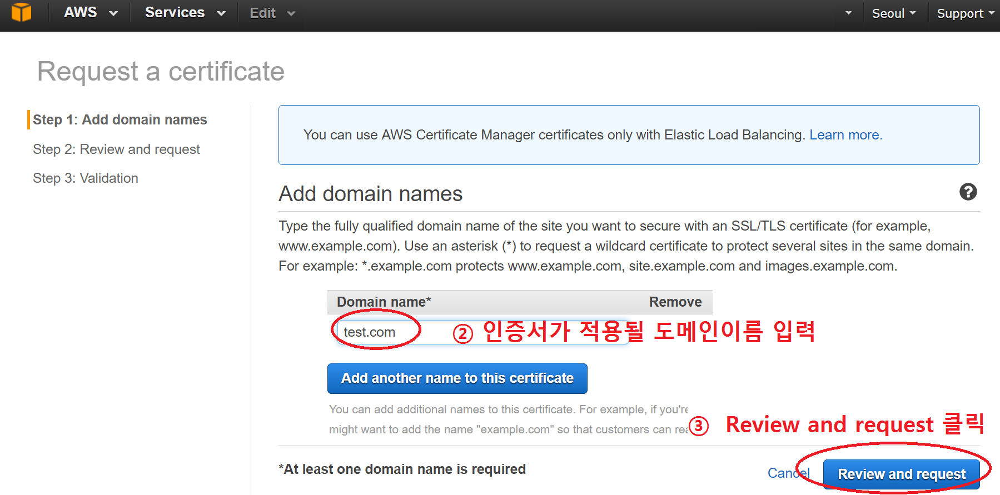 AWS Services Edit Seoul Support
Request a certificate
Step 1: Add domain names
Step 2: Review and request
Step 3: Validation
You can use AWS Certificate Manager certificates only with Elastic Load Balancing. Learn more.
Add domain names
Type the fully qualified domain name of the site you want to secure with an SSL/TLS certificate (for example,
www.example.com). Use an asterisk (*) to request a wildcard certificate to protect several sites in the same domain.
For example: *.example.com protects www.example.com, site.example.com and images.example.com.
Domain name* Remove
test.com ② 인증서가 적용될 도메인이름 입력
Add another name to this certificate
You can add additional names to this certificate. For example, if you're
might want to add the name "example.com" so that customers can rea
③ Review and request 클릭
*At least one domain name is required
Cancel Review and request